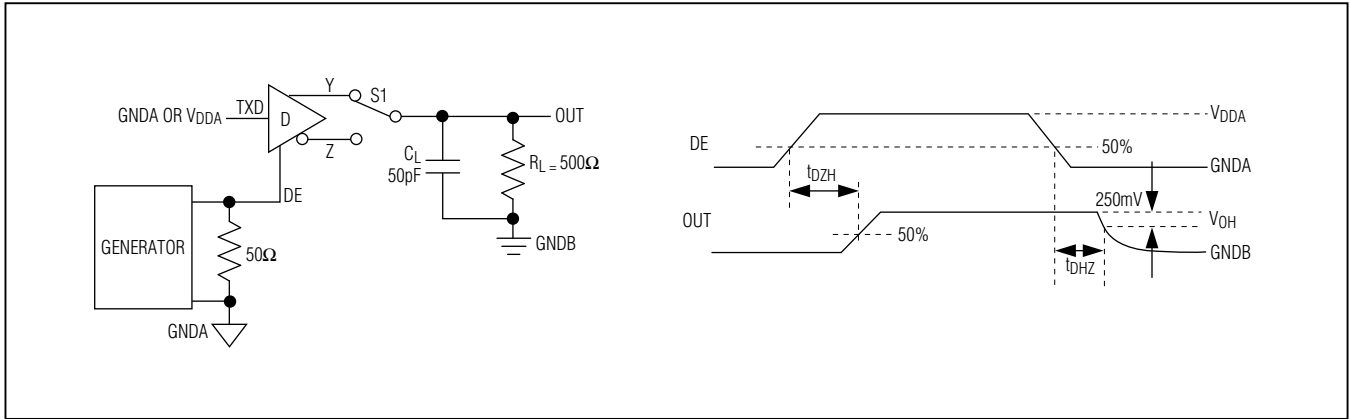 Y
S1
GNDA OR VDDA
TXD
D
OUT
Z
CL
50pF
RL = 500Ω
DE
GENERATOR
50Ω
GNDB
GNDA
VDDA
DE
50%
GNDA
tDZH
250mV
OUT
VOH
50%
GNDB
tDHZ